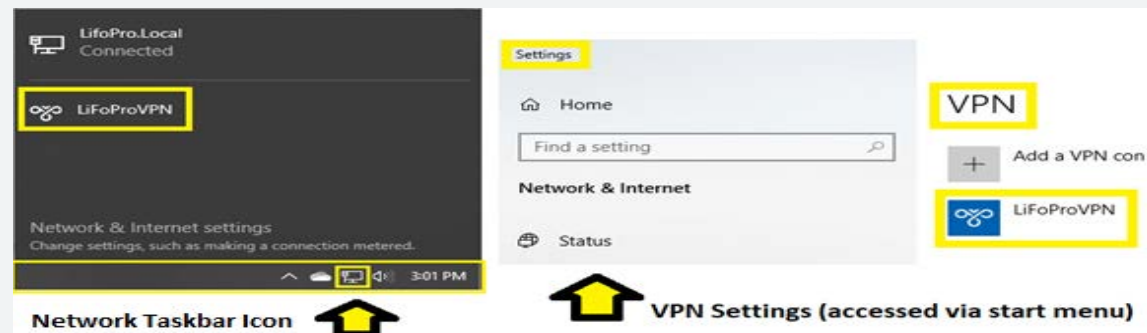 LifoPro.Local
Connected
LiFoProVPN
Network & Internet settings
Change settings, such as making a connection metered.
3:01 PM
Network Taskbar Icon
Settings
Home
Find a setting
Network & Internet
Status
VPN
Add a VPN con
LiFoProVPN
VPN Settings (accessed via start menu)